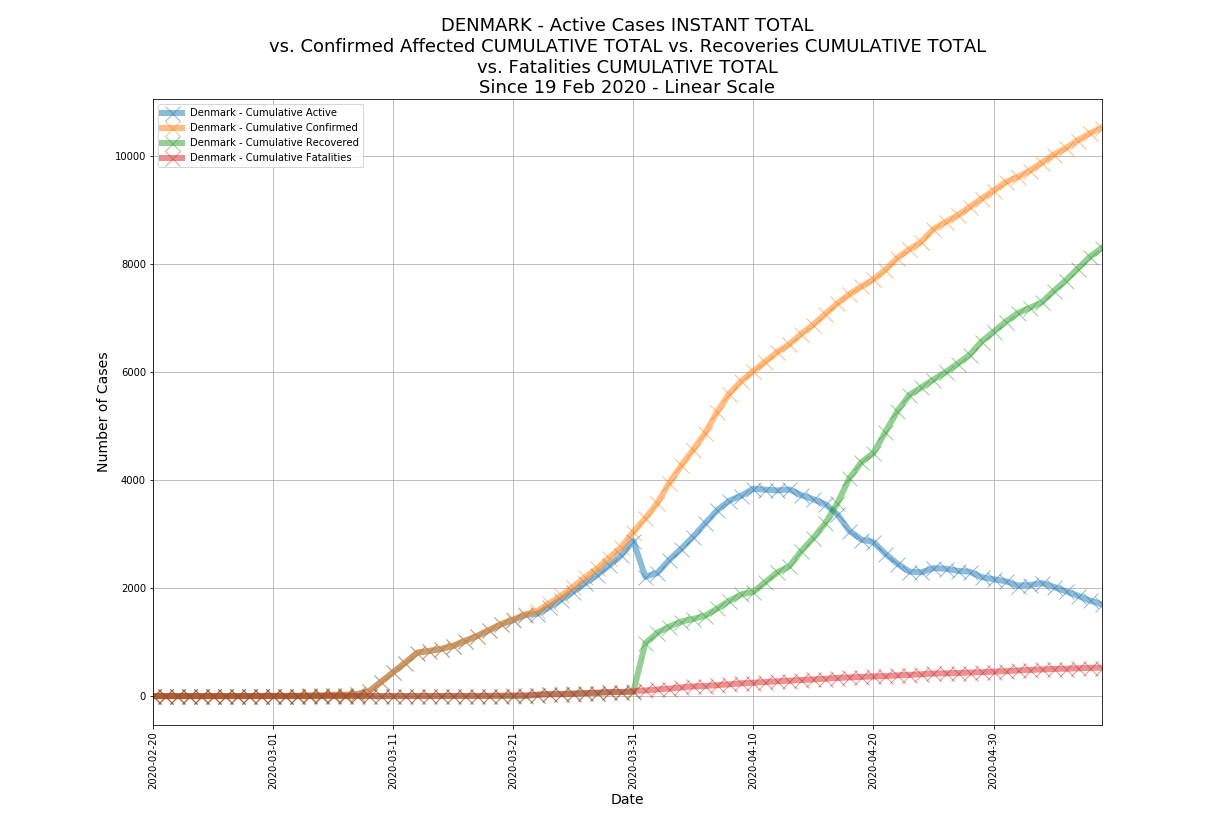 DENMARK - Active Cases INSTANT TOTAL
vs. Confirmed Affected CUMULATIVE TOTAL vs. Recoveries CUMULATIVE TOTAL
vs. Fatalities CUMULATIVE TOTAL
Since 19 Feb 2020 - Linear Scale
Denmark - Cumulative Active
Denmark - Cumulative Confirmed
Denmark - Cumulative Recovered
Denmark - Cumulative Fatalities
10000
8000
6000
4000
2000
0
Number of Cases
2020-02-20
2020-03-01
2020-03-11
2020-03-21
2020-03-31
2020-04-10
2020-04-20
2020-04-30
Date